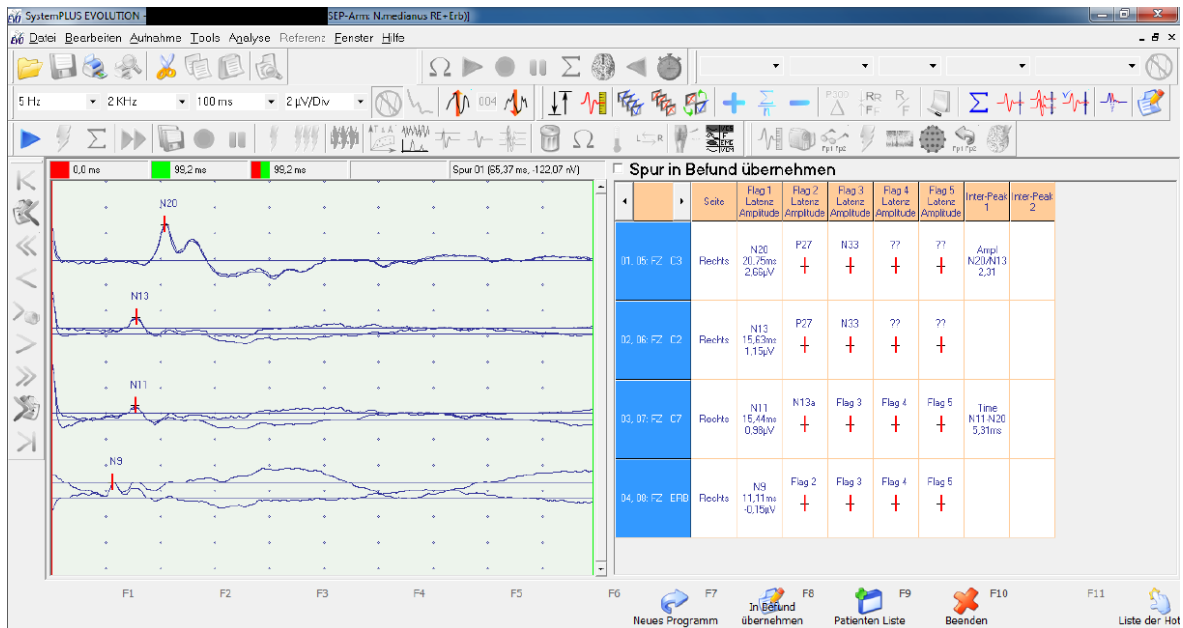 SystemPLUS EVOLUTION - SEP-Arm: N.medianus RE+Erb)]
Datei Bearbeiten Aufnahme Tools Analyse Referenz Fenster Hilfe
5 Hz 2 KHz 100 ms 2 µV/Div
0,0 ms 99,2 ms 99,2 ms Spur 01 (65,37 ms, -122,07 nV)
N20
N13
N11
N9
Spur in Befund übernehmen
Seite Flag 1 Latenz Amplitude Flag 2 Latenz Amplitude Flag 3 Latenz Amplitude Flag 4 Latenz Amplitude Flag 5 Latenz Amplitude Inter-Peak 1 Inter-Peak 2
01, 05: FZ C3 Rechts N20 20,75ms 2,66µV P27 N33 ?? ?? Ampl N20/N13 2,31
02, 06: FZ C2 Rechts N13 15,63ms 1,15µV P27 N33 ?? ??
03, 07: FZ C7 Rechts N11 15,44ms 0,98µV N13a Flag 3 Flag 4 Flag 5 Time N11-N20 5,31ms
04, 08: FZ ERB Rechts N9 11,11ms -0,15µV Flag 2 Flag 3 Flag 4 Flag 5
F1 F2 F3 F4 F5 F6 F7 F8 F9 F10 F11
Neues Programm In Befund übernehmen Patienten Liste Beenden Liste der Hot